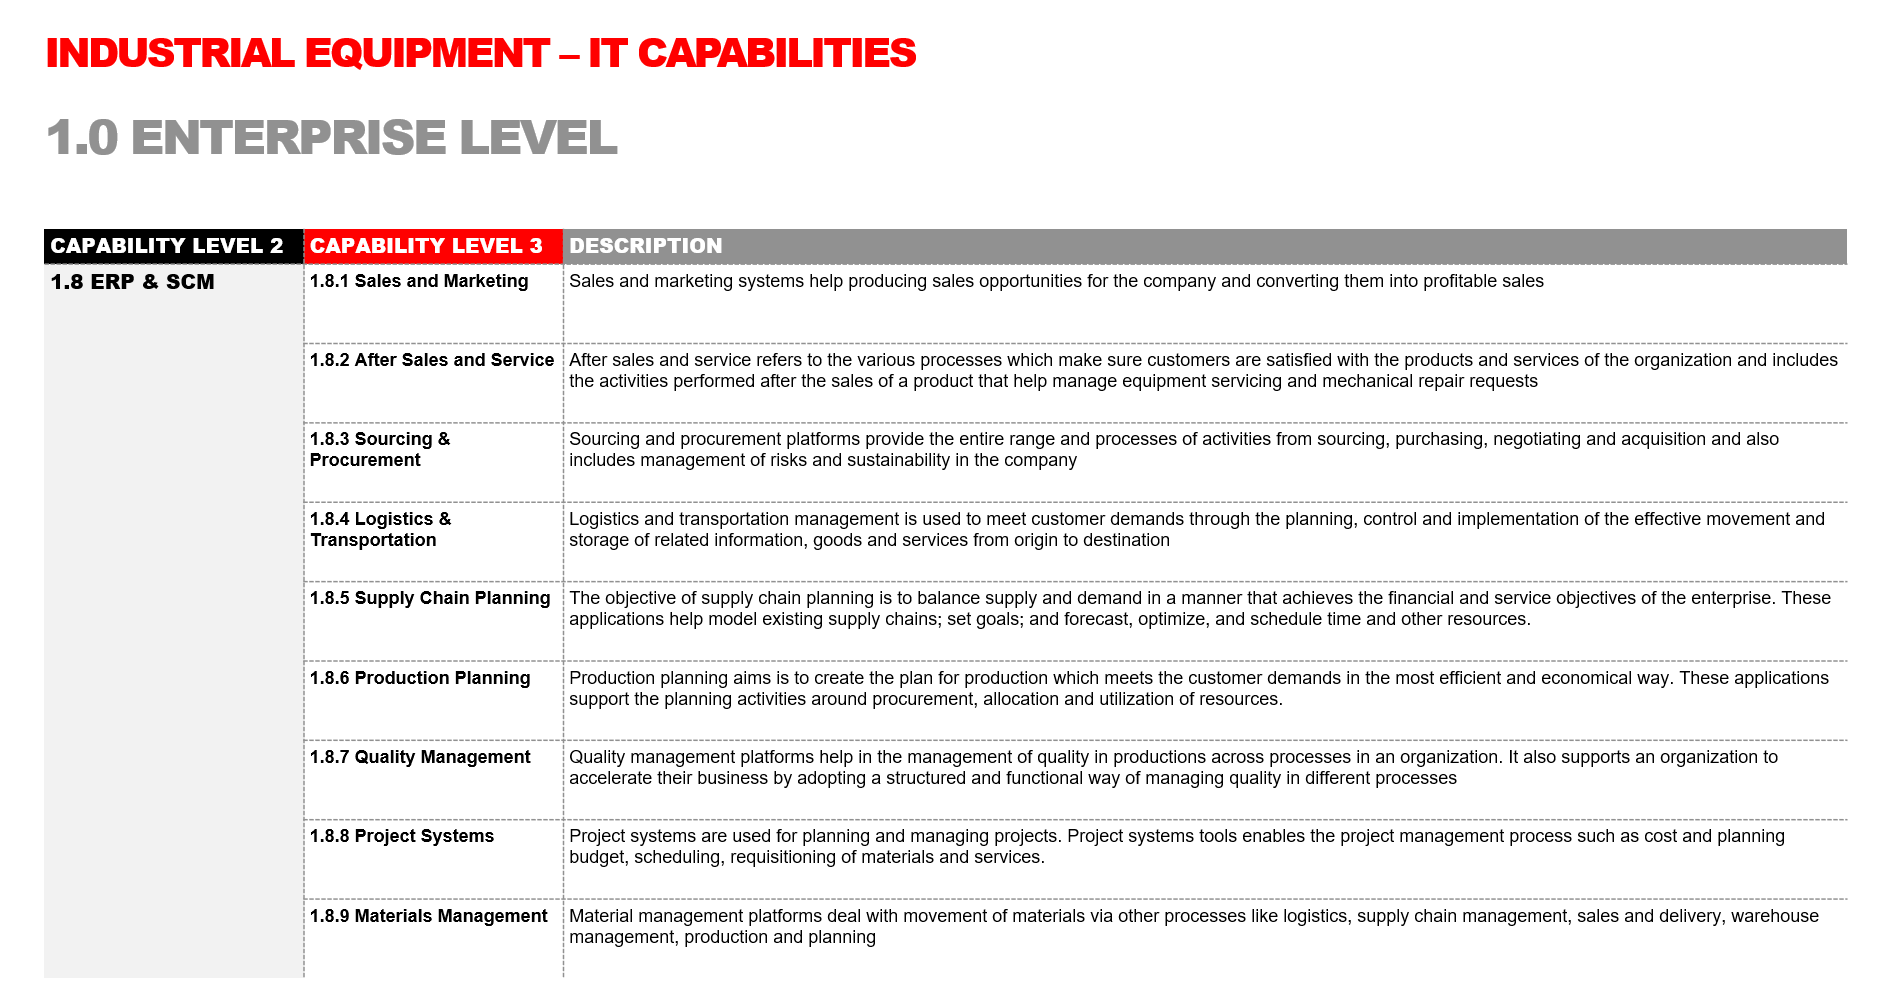 INDUSTRIAL EQUIPMENT – IT CAPABILITIES
1.0 ENTERPRISE LEVEL
CAPABILITY LEVEL 2 CAPABILITY LEVEL 3 DESCRIPTION
1.8 ERP & SCM
1.8.1 Sales and Marketing
Sales and marketing systems help producing sales opportunities for the company and converting them into profitable sales
1.8.2 After Sales and Service
After sales and service refers to the various processes which make sure customers are satisfied with the products and services of the organization and includes
the activities performed after the sales of a product that help manage equipment servicing and mechanical repair requests
1.8.3 Sourcing &
Procurement
Sourcing and procurement platforms provide the entire range and processes of activities from sourcing, purchasing, negotiating and acquisition and also
includes management of risks and sustainability in the company
1.8.4 Logistics &
Transportation
Logistics and transportation management is used to meet customer demands through the planning, control and implementation of the effective movement and
storage of related information, goods and services from origin to destination
1.8.5 Supply Chain Planning
The objective of supply chain planning is to balance supply and demand in a manner that achieves the financial and service objectives of the enterprise. These
applications help model existing supply chains; set goals; and forecast, optimize, and schedule time and other resources.
1.8.6 Production Planning
Production planning aims is to create the plan for production which meets the customer demands in the most efficient and economical way. These applications
support the planning activities around procurement, allocation and utilization of resources.
1.8.7 Quality Management
Quality management platforms help in the management of quality in productions across processes in an organization. It also supports an organization to
accelerate their business by adopting a structured and functional way of managing quality in different processes
1.8.8 Project Systems
Project systems are used for planning and managing projects. Project systems tools enables the project management process such as cost and planning
budget, scheduling, requisitioning of materials and services.
1.8.9 Materials Management
Material management platforms deal with movement of materials via other processes like logistics, supply chain management, sales and delivery, warehouse
management, production and planning